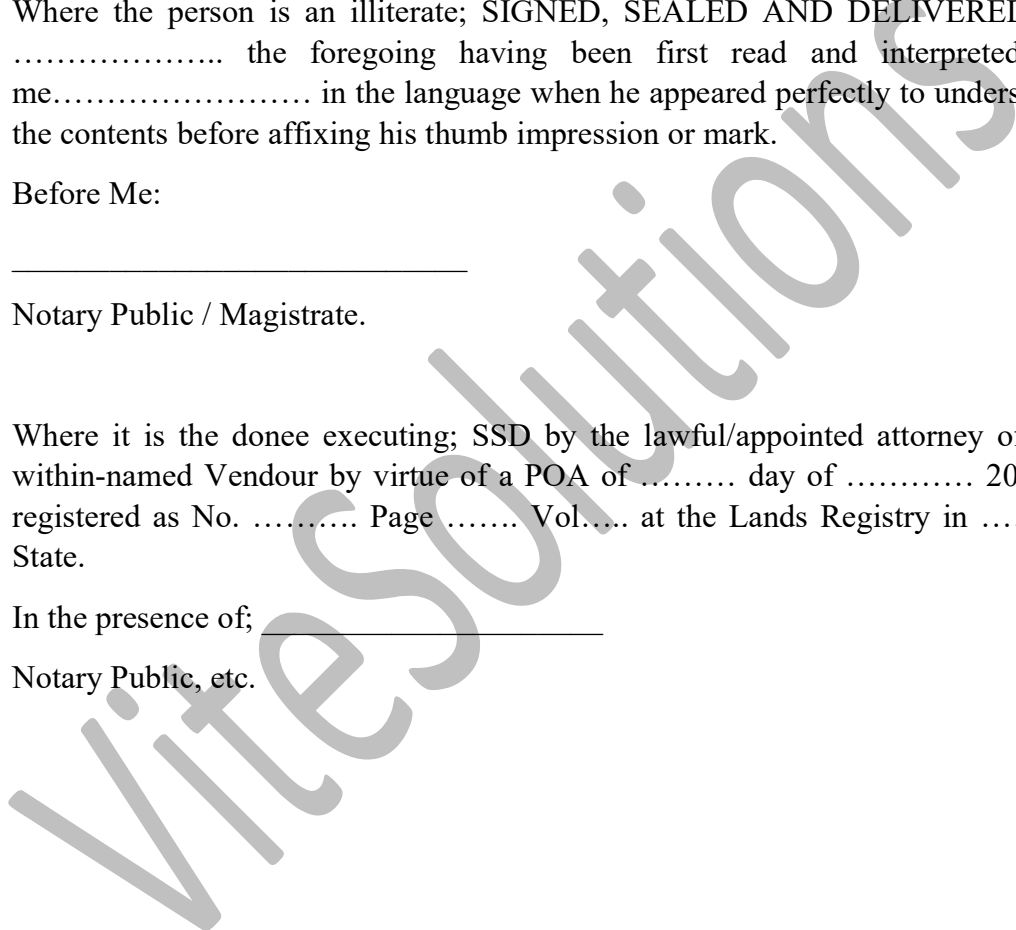 Where the person is an illiterate; SIGNED, SEALED AND DELIVERED
……………….. the foregoing having been first read and interpreted
me…………………… in the language when he appeared perfectly to unders
the contents before affixing his thumb impression or mark.
Before Me:
____________________________
Notary Public / Magistrate.
Where it is the donee executing; SSD by the lawful/appointed attorney of
within-named Vendour by virtue of a POA of ……… day of ………… 20
registered as No. ………. Page ……. Vol….. at the Lands Registry in ….
State.
In the presence of; _____________________
Notary Public, etc.
ViteSolutions